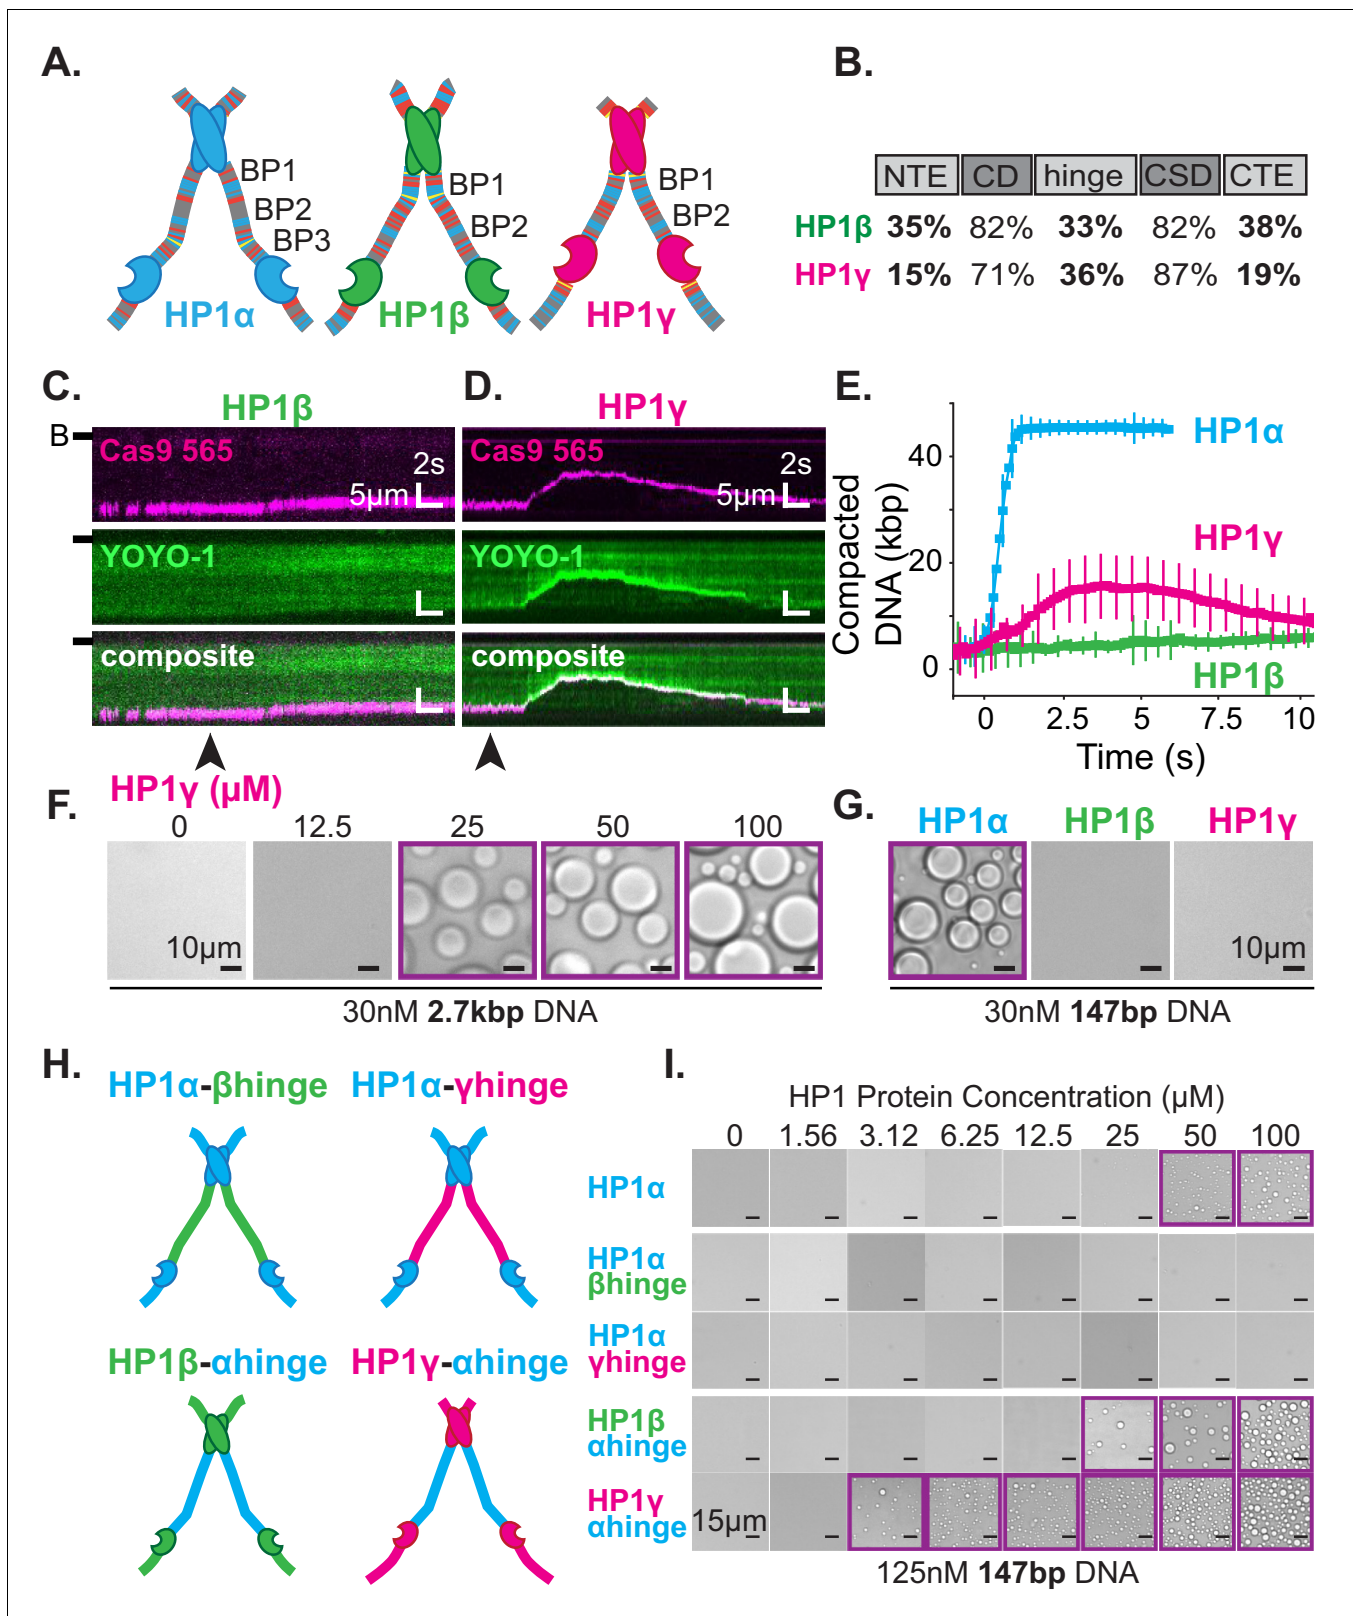 A.
BP1
BP2
BP3
HP1α
BP1
BP2
HP1β
BP1
BP2
HP1γ
B.
NTE CD hinge CSD CTE
HP1β 35% 82% 33% 82% 38%
HP1γ 15% 71% 36% 87% 19%
C.
HP1β
B
Cas9 565
2s
5µm
YOYO-1
composite
D.
HP1γ
Cas9 565
2s
5µm
YOYO-1
composite
E.
Compacted
DNA (kbp)
40
20
0
HP1α
HP1γ
HP1β
0 2.5 5 7.5 10
Time (s)
F.
HP1γ (µM)
0 12.5 25 50 100
10µm
30nM 2.7kbp DNA
G.
HP1α HP1β HP1γ
10µm
30nM 147bp DNA
H.
HP1α-βhinge HP1α-γhinge
HP1β-αhinge HP1γ-αhinge
I.
HP1 Protein Concentration (µM)
0 1.56 3.12 6.25 12.5 25 50 100
HP1α
HP1α
βhinge
HP1α
γhinge
HP1β
αhinge
HP1γ
αhinge
15µm
125nM 147bp DNA